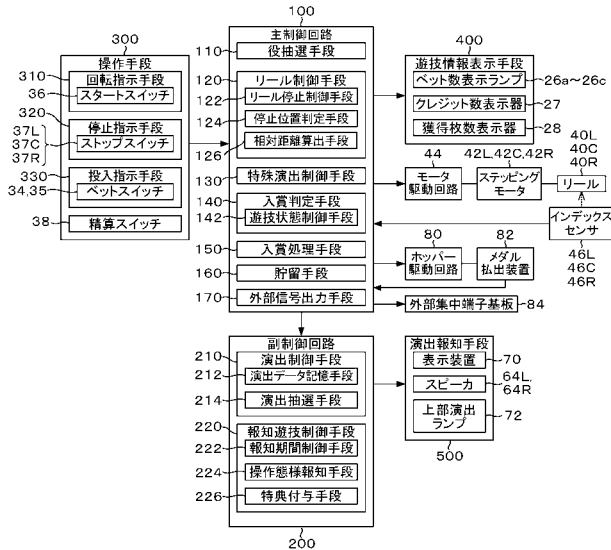 300
操作手段
310
回転指示手段
36
スタートスイッチ
320
停止指示手段
37L
37C
37R
ストップスイッチ
330
投入指示手段
34,35
ベットスイッチ
38
精算スイッチ
100
主制御回路
110
役抽選手段
120
リール制御手段
122
リール停止制御手段
124
停止位置判定手段
126
相対距離算出手段
130
特殊演出制御手段
140
入賞判定手段
142
遊技状態制御手段
150
入賞処理手段
160
貯留手段
170
外部信号出力手段
400
遊技情報表示手段
ベット数表示ランプ
26a～26c
クレジット数表示器
27
獲得枚数表示器
28
44
モータ
駆動回路
42L,42C,42R
ステッピング
モータ
40L
40C
40R
リール
インデックス
センサ
46L
46C
46R
80
ホッパー
駆動回路
82
メダル
払出装置
外部集中端子基板
84
副制御回路
210
演出制御手段
212
演出データ記憶手段
214
演出抽選手段
220
報知遊技制御手段
222
報知期間制御手段
224
操作態様報知手段
226
特典付与手段
200
演出報知手段
表示装置
70
スピーカ
64L,
64R
上部演出
ランプ
72
500